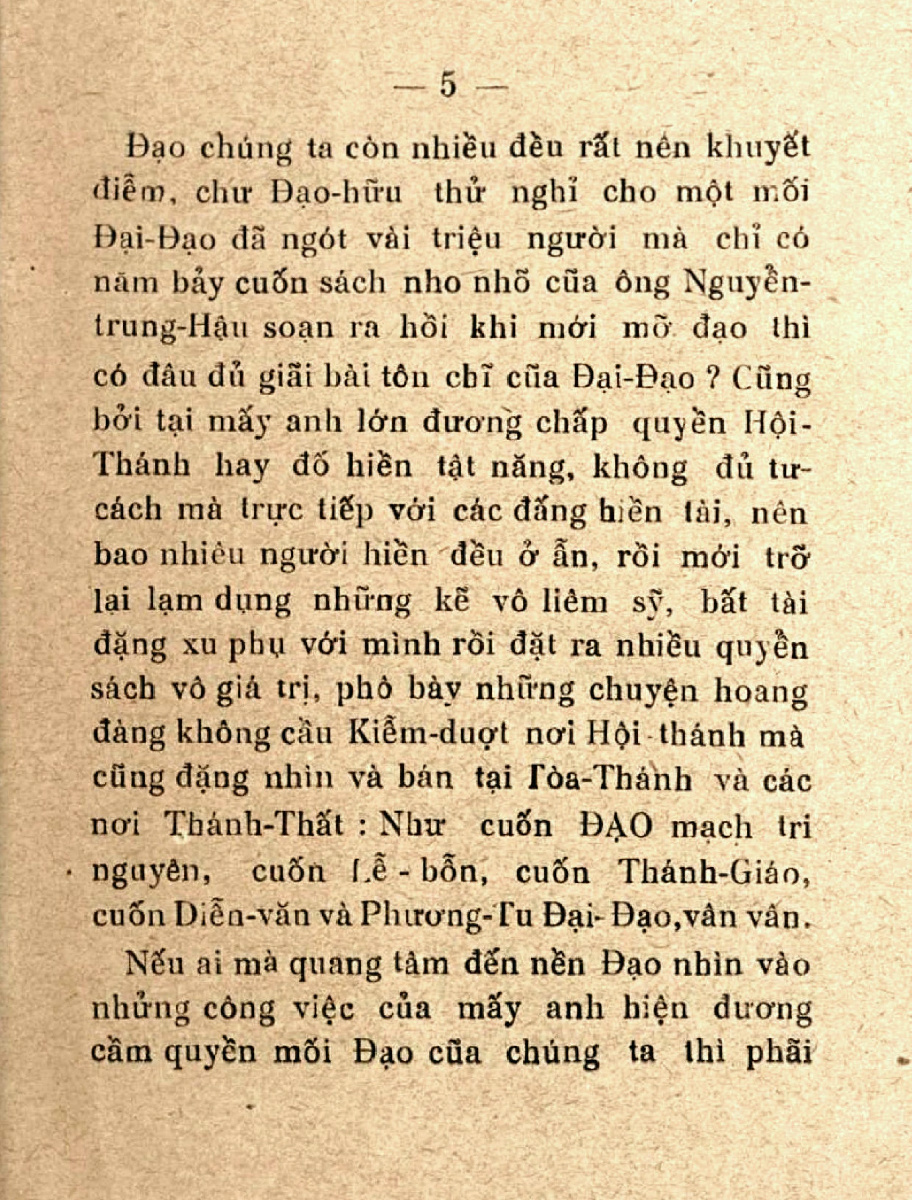 — 5 —
Đạo chúng ta còn nhiều đều rất nên khuyết
điễm, chư Đạo-hữu thử nghỉ cho một mối
Đại-Đạo đã ngót vài triệu người mà chỉ có
năm bảy cuốn sách nho nhỏ cũa ông Nguyễn-
trung-Hậu soạn ra hồi khi mới mỡ đạo thì
có đâu đủ giãi bài tôn chĩ cũa Đại-Đạo ? Cũng
bởi tại mấy anh lớn đương chấp quyền Hội-
Thánh hay đố hiền tật năng, không đủ tư-
cách mà trực tiếp với các đấng hiền tài, nên
bao nhiêu người hiền đều ở ẫn, rồi mới trỡ
lại lạm dụng những kẽ vô liêm sỹ, bất tài
đặng xu phụ với mình rồi đặt ra nhiều quyễn
sách vô giá trị, phô bày những chuyện hoang
đàng không cầu Kiễm-duợt nơi Hội-thánh mà
cũng đặng nhìn và bán tại Tòa-Thánh và các
nơi Thánh-Thất : Như cuốn ĐẠO mạch tri
nguyên, cuốn Lễ - bỗn, cuốn Thánh-Giáo,
cuốn Diễn-văn và Phương-Tu Đại-Đạo,vân vân.
Nếu ai mà quang tâm đến nền Đạo nhìn vào
nhửng công việc của mấy anh hiện đương
cầm quyền mối Đạo cũa chúng ta thì phãi